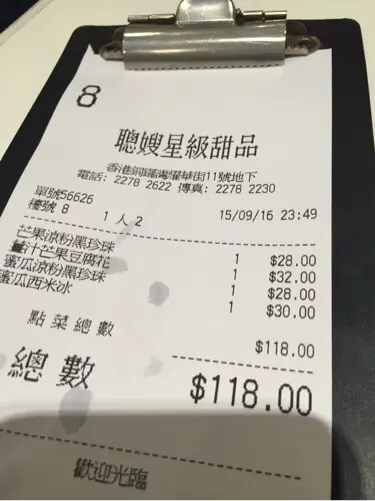 8
聰嫂星級甜品
香港銅鑼灣耀華街11號地下
電話: 2278 2622 傳真: 2278 2230
單號56626
檯號 8 1 人 2 15/09/16 23:49
芒果涼粉黑珍珠 1 $28.00
汁芒果豆腐花 1 $32.00
蜜瓜涼粉黑珍珠 1 $28.00
蜜瓜西米冰 1 $30.00
點菜總數 $118.00
總數 $118.00
歡迎光臨